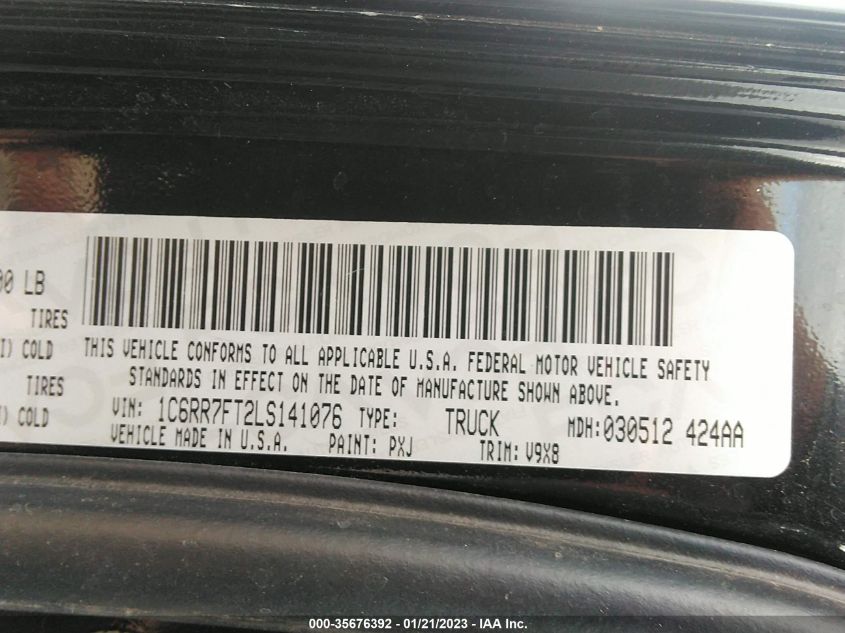 00 LB
TIRES
I) COLD
TIRES
) COLD
THIS VEHICLE CONFORMS TO ALL APPLICABLE U.S.A. FEDERAL MOTOR VEHICLE SAFETY
STANDARDS IN EFFECT ON THE DATE OF MANUFACTURE SHOWN ABOVE.
VIN: 1C6RR7FT2LS141076 TYPE: TRUCK MDH:030512 424AA
VEHICLE MADE IN U.S.A. PAINT: PXJ TRIM: V9X8
000-35676392 — 01/21/2023 — IAA Inc.